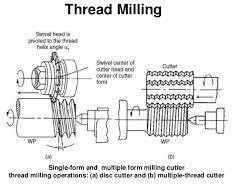 Thread Milling
Swivel head is
pivoted to the thread
helix angle α₁
Swivel center of
cutter head and
center of cutter
form
Cutter
WP
WP
(a)
(b)
Single-form and multiple form milling cutter
thread milling operations: (a) disc cutter and (b) multiple-thread cutter